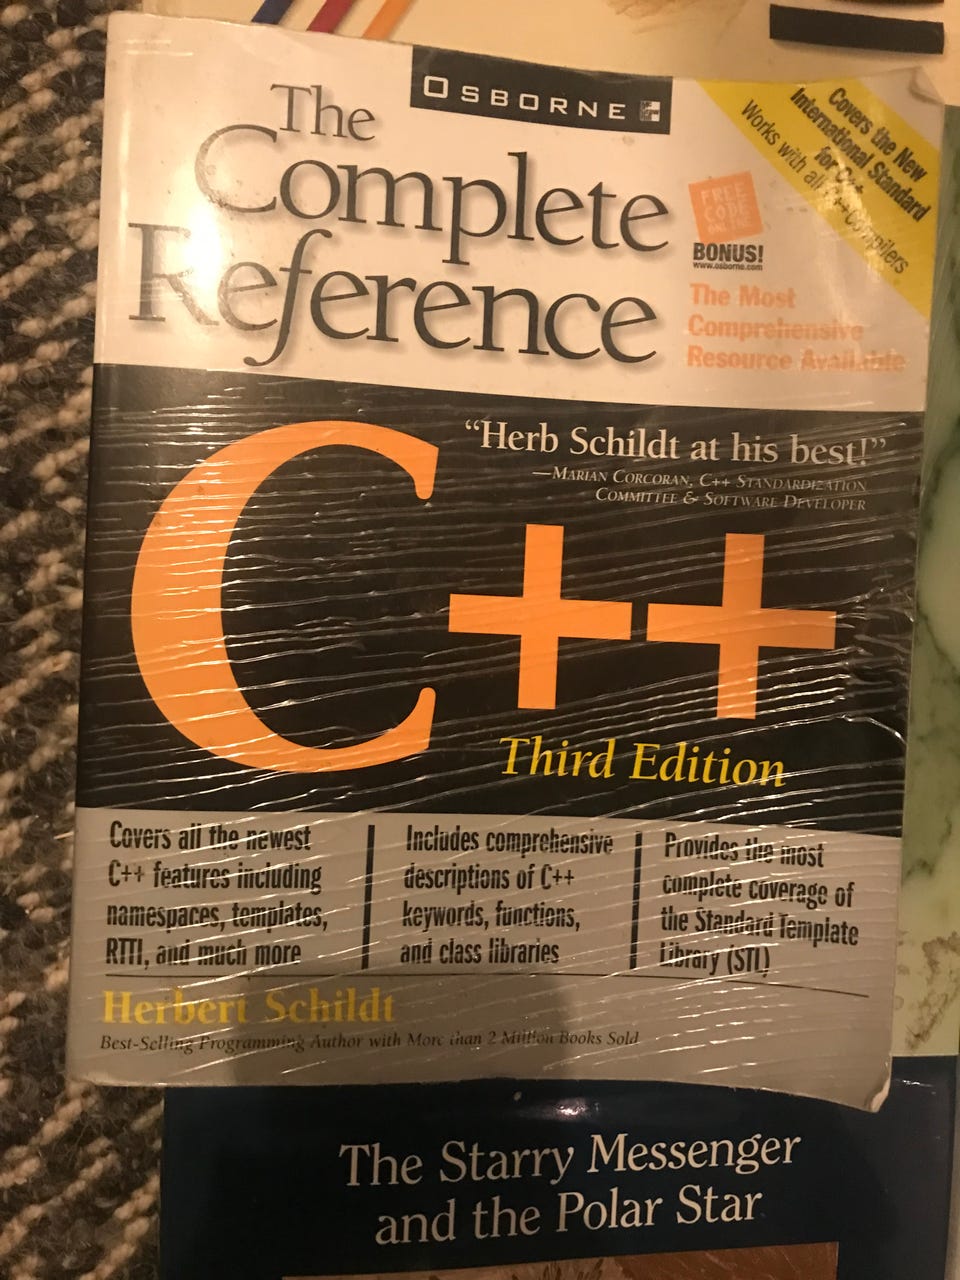 OSBORNE
The
Complete
Reference
Covers the New
International Standard
for C++
Works with all C++ Compilers
FREE
CODE
ONLINE
BONUS!
www.osborne.com
The Most
Comprehensive
Resource Available
"Herb Schildt at his best!"
—MARIAN CORCORAN, C++ STANDARDIZATION
COMMITTEE & SOFTWARE DEVELOPER
C++
Third Edition
Covers all the newest
C++ features including
namespaces, templates,
RTTI, and much more
Includes comprehensive
descriptions of C++
keywords, functions,
and class libraries
Provides the most
complete coverage of
the Standard Template
Library (STL)
Herbert Schildt
Best-Selling Programming Author with More than 2 Million Books Sold
The Starry Messenger
and the Polar Star